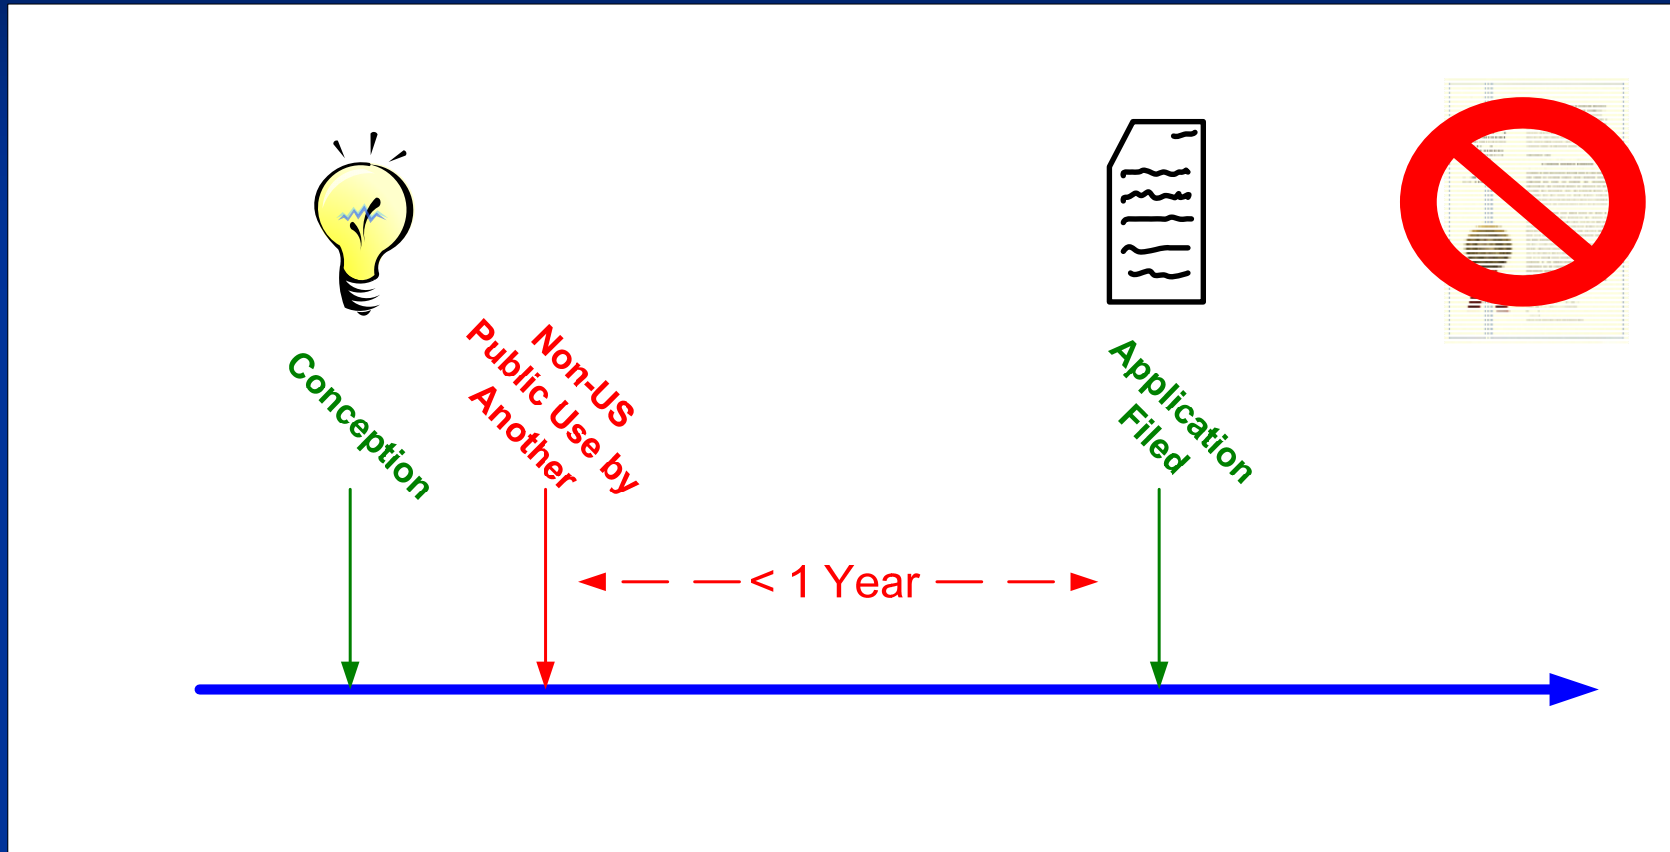 Conception
Non-US
Public Use by
Another
Application
Filed
< 1 Year